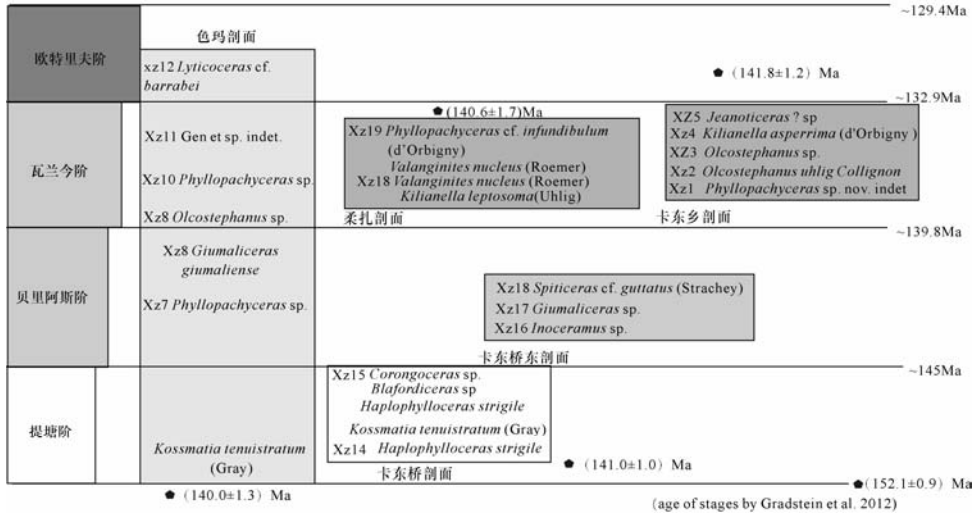 ~129.4Ma
色玛剖面
欧特里夫阶
xz12 Lyticoceras cf.
barrabei
(141.8±1.2) Ma
~132.9Ma
瓦兰今阶
Xz11 Gen et sp. indet.
Xz10 Phyllopachyceras sp.
Xz8 Olcostephanus sp.
(140.6±1.7)Ma
Xz19 Phyllopachyceras cf. infundibulum
(d'Orbigny)
Valanginites nucleus (Roemer)
Xz18 Valanginites nucleus (Roemer)
Kilianella leptosoma(Uhlig)
柔扎剖面
XZ5 Jeanoticeras ? sp
Xz4 Kilianella asperrima (d'Orbigny)
XZ3 Olcostephanus sp.
Xz2 Olcostephanus uhlig Collignon
Xz1 Phyllopachyceras sp. nov. indet
卡东乡剖面
~139.8Ma
贝里阿斯阶
Xz8 Giumaliceras
giumaliense
Xz7 Phyllopachyceras sp.
Xz18 Spiticeras cf. guttatus (Strachey)
Xz17 Giumaliceras sp.
Xz16 Inoceramus sp.
卡东桥东剖面
~145Ma
提塘阶
Kossmatia tenuistratum
(Gray)
Xz15 Corongoceras sp.
Blafordiceras sp
Haplophylloceras strigile
Kossmatia tenuistratum (Gray)
Xz14 Haplophylloceras strigile
卡东桥剖面
(141.0±1.0) Ma
(140.0±1.3) Ma
(152.1±0.9) Ma
(age of stages by Gradstein et al. 2012)